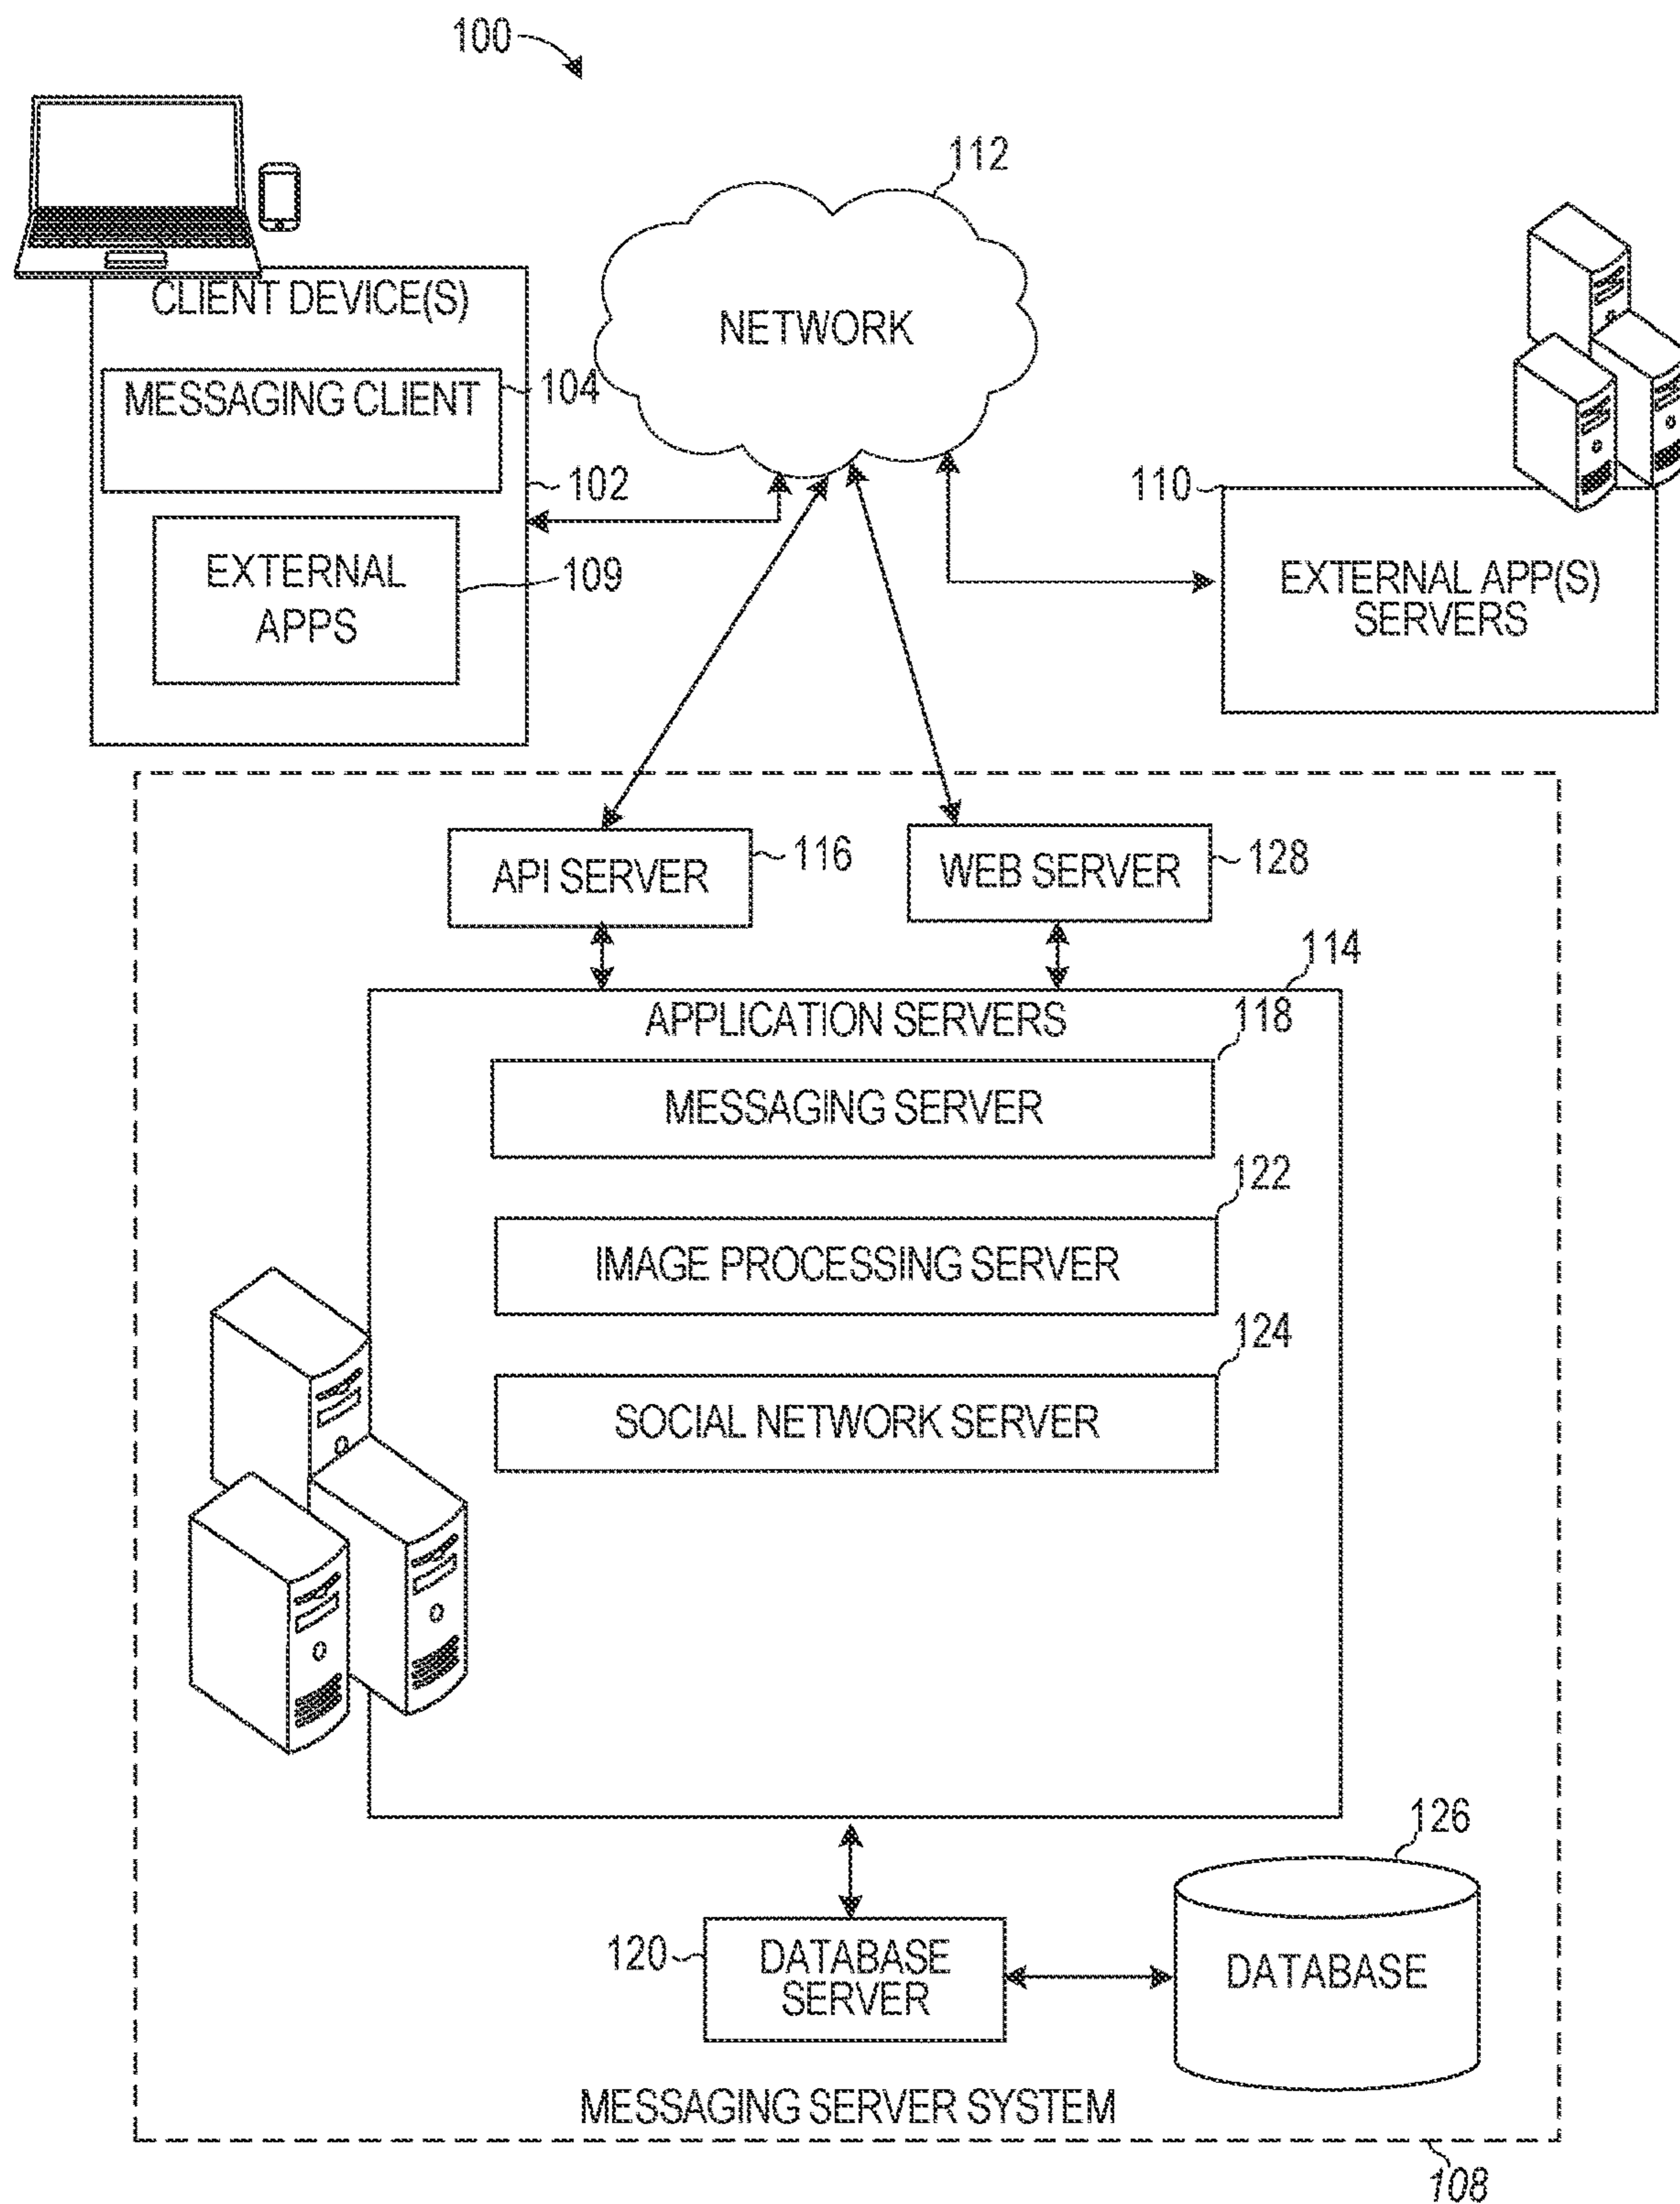 100
112
CLIENT DEVICE(S)
NETWORK
MESSAGING CLIENT
104
102
110
EXTERNAL
APPS
109
EXTERNAL APP(S)
SERVERS
API SERVER
116
WEB SERVER
128
114
APPLICATION SERVERS
118
MESSAGING SERVER
122
IMAGE PROCESSING SERVER
124
SOCIAL NETWORK SERVER
126
120
DATABASE
SERVER
DATABASE
MESSAGING SERVER SYSTEM
108